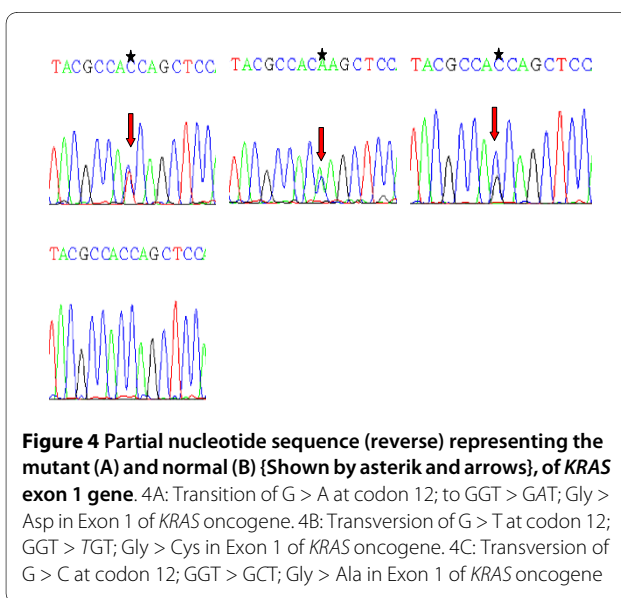 TACGCCACCAGCTCC
TACGCCACAAGCTCC
TACGCCACCAGCTCC
TACGCCACCAGCTCC
Figure 4 Partial nucleotide sequence (reverse) representing the
mutant (A) and normal (B) {Shown by asterik and arrows}, of KRAS
exon 1 gene. 4A: Transition of G > A at codon 12; to GGT > GAT; Gly >
Asp in Exon 1 of KRAS oncogene. 4B: Transversion of G > T at codon 12;
GGT > TGT; Gly > Cys in Exon 1 of KRAS oncogene. 4C: Transversion of
G > C at codon 12; GGT > GCT; Gly > Ala in Exon 1 of KRAS oncogene